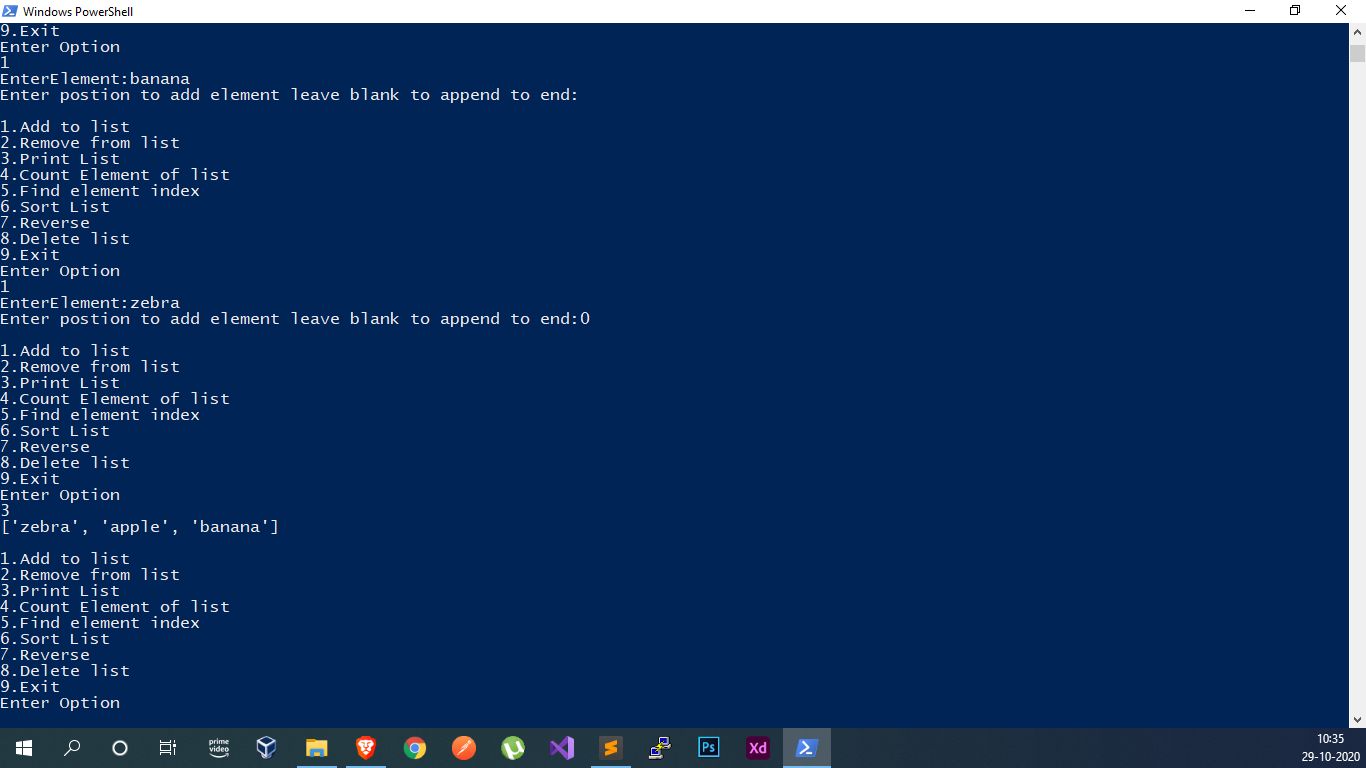 Windows PowerShell
9.Exit
Enter Option
1
EnterElement:banana
Enter postion to add element leave blank to append to end:
1.Add to list
2.Remove from list
3.Print List
4.Count Element of list
5.Find element index
6.Sort List
7.Reverse
8.Delete list
9.Exit
Enter Option
1
EnterElement:zebra
Enter postion to add element leave blank to append to end:0
1.Add to list
2.Remove from list
3.Print List
4.Count Element of list
5.Find element index
6.Sort List
7.Reverse
8.Delete list
9.Exit
Enter Option
3
['zebra', 'apple', 'banana']
1.Add to list
2.Remove from list
3.Print List
4.Count Element of list
5.Find element index
6.Sort List
7.Reverse
8.Delete list
9.Exit
Enter Option
prime video
Ps
Xd
10:35
29-10-2020